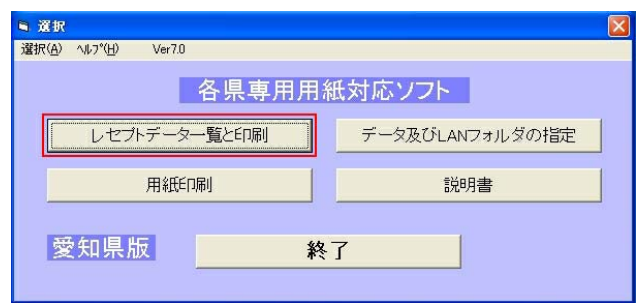 選択
選択(A) ﾍﾙﾌﾟ(H) Ver7.0
各県専用用紙対応ソフト
レセプトデータ一覧と印刷 データ及びLANフォルダの指定
用紙印刷 説明書
愛知県版 終了